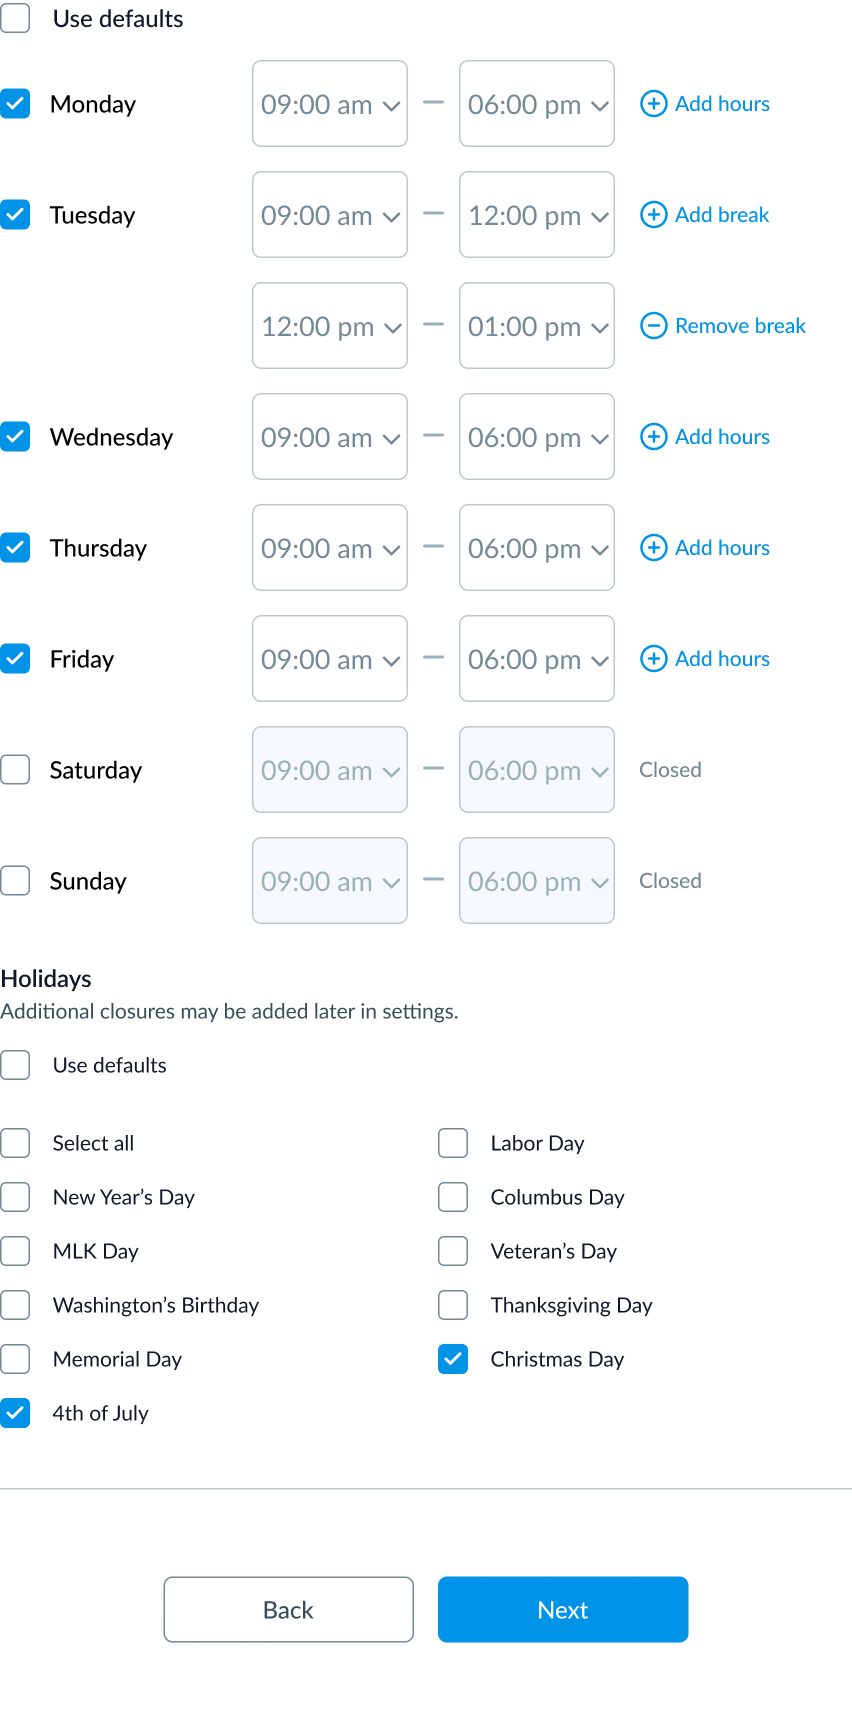 Use defaults
Monday 09:00 am – 06:00 pm Add hours
Tuesday 09:00 am – 12:00 pm Add break
12:00 pm – 01:00 pm Remove break
Wednesday 09:00 am – 06:00 pm Add hours
Thursday 09:00 am – 06:00 pm Add hours
Friday 09:00 am – 06:00 pm Add hours
Saturday 09:00 am – 06:00 pm Closed
Sunday 09:00 am – 06:00 pm Closed
Holidays
Additional closures may be added later in settings.
Use defaults
Select all
New Year’s Day
MLK Day
Washington’s Birthday
Memorial Day
4th of July
Labor Day
Columbus Day
Veteran’s Day
Thanksgiving Day
Christmas Day
Back
Next